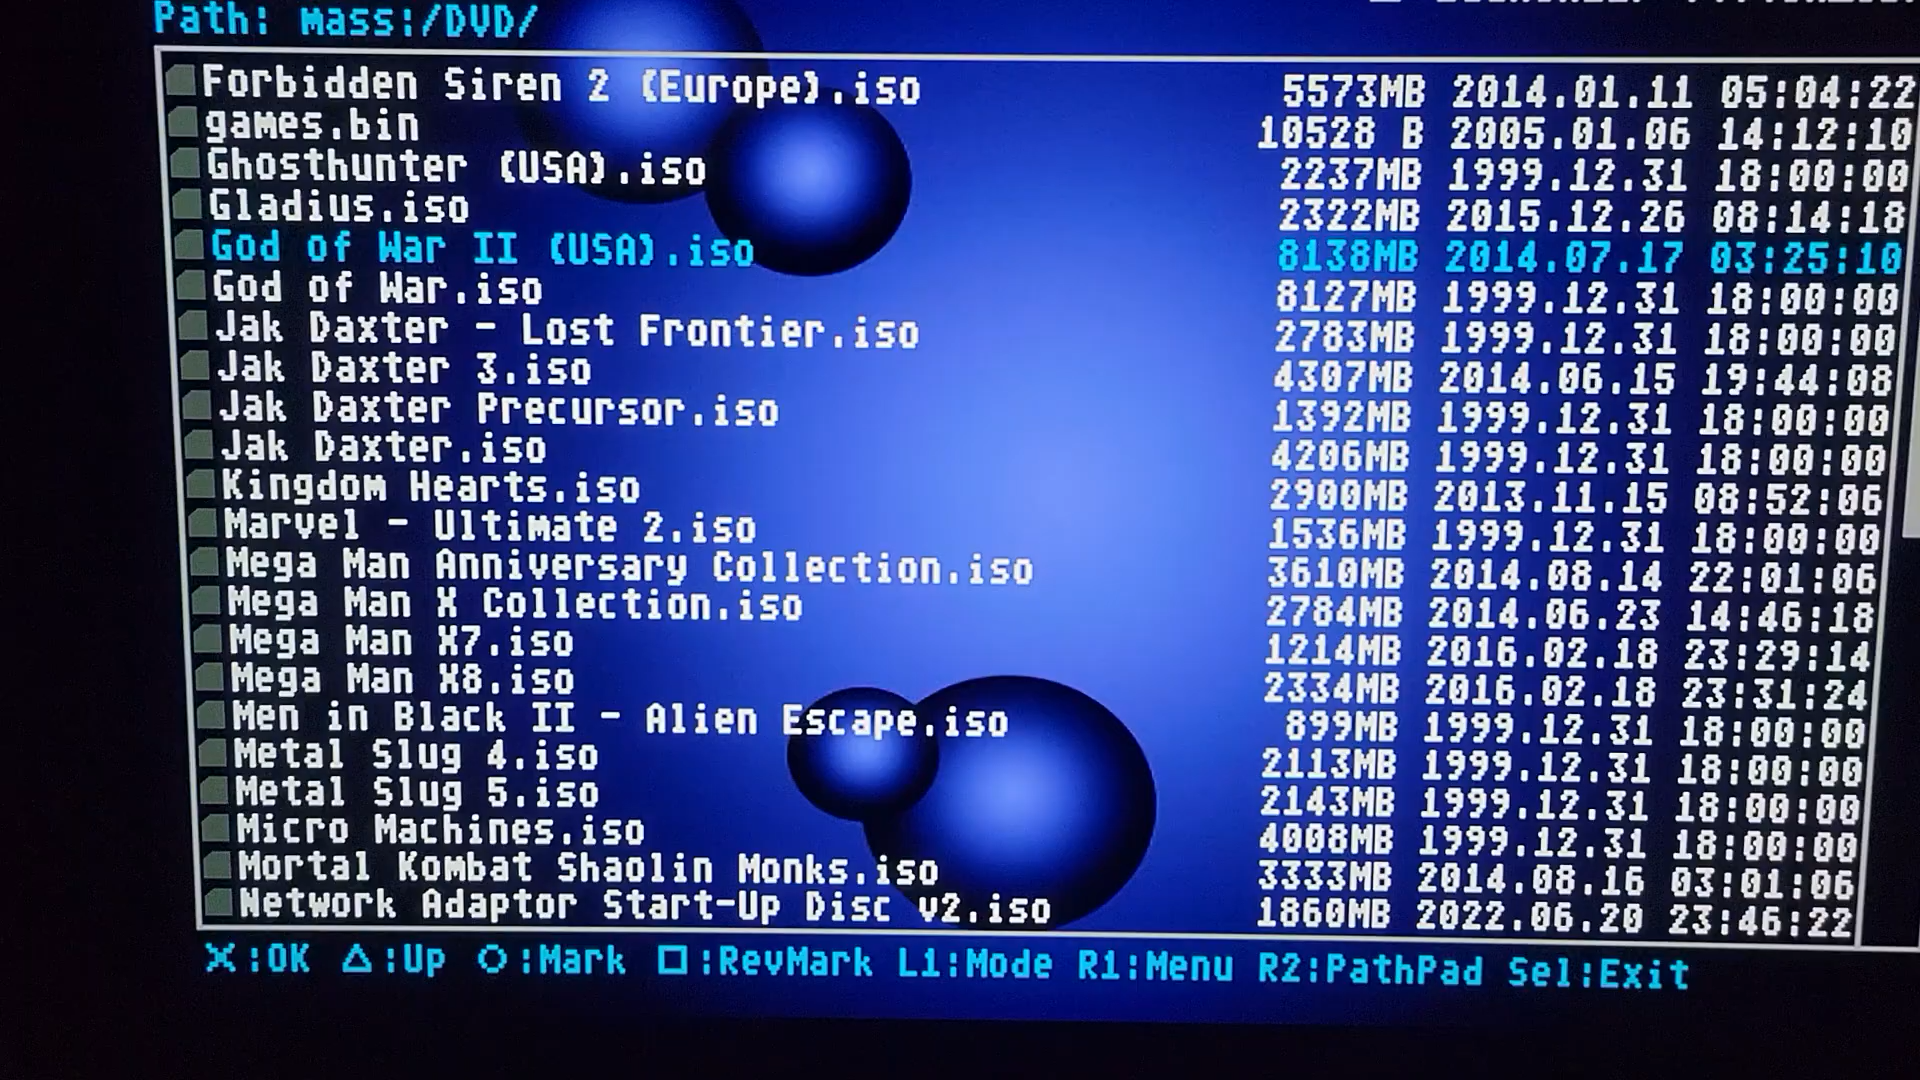 Path: mass:/DVD/
Forbidden Siren 2 (Europe).iso 5573MB 2014.01.11 05:04:22
games.bin 10528 B 2005.01.06 14:12:10
Ghosthunter (USA).iso 2237MB 1999.12.31 18:00:00
Gladius.iso 2322MB 2015.12.26 08:14:18
God of War II (USA).iso 8138MB 2014.07.17 03:25:10
God of War.iso 8127MB 1999.12.31 18:00:00
Jak Daxter - Lost Frontier.iso 2783MB 1999.12.31 18:00:00
Jak Daxter 3.iso 4307MB 2014.06.15 19:44:08
Jak Daxter Precursor.iso 1392MB 1999.12.31 18:00:00
Jak Daxter.iso 4206MB 1999.12.31 18:00:00
Kingdom Hearts.iso 2900MB 2013.11.15 08:52:06
Marvel - Ultimate 2.iso 1536MB 1999.12.31 18:00:00
Mega Man Anniversary Collection.iso 3610MB 2014.08.14 22:01:06
Mega Man X Collection.iso 2784MB 2014.06.23 14:46:18
Mega Man X7.iso 1214MB 2016.02.18 23:29:14
Mega Man X8.iso 2334MB 2016.02.18 23:31:24
Men in Black II - Alien Escape.iso 899MB 1999.12.31 18:00:00
Metal Slug 4.iso 2113MB 1999.12.31 18:00:00
Metal Slug 5.iso 2143MB 1999.12.31 18:00:00
Micro Machines.iso 4008MB 1999.12.31 18:00:00
Mortal Kombat Shaolin Monks.iso 3333MB 2014.08.16 03:01:06
Network Adaptor Start-Up Disc v2.iso 1860MB 2022.06.20 23:46:22
X:OK △:Up ○:Mark □:RevMark L1:Mode R1:Menu R2:PathPad Sel:Exit